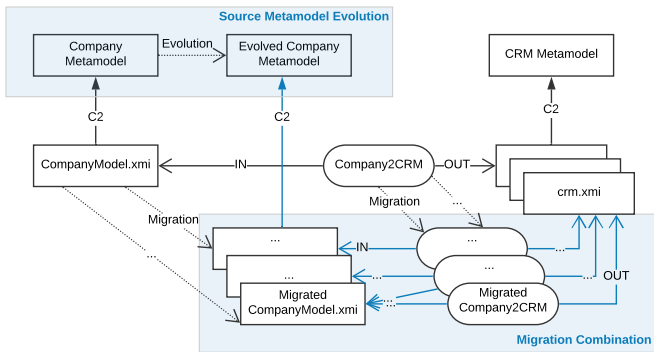 Source Metamodel Evolution
Company
Metamodel
Evolution
Evolved Company
Metamodel
CRM Metamodel
C2
C2
C2
CompanyModel.xmi
IN
Company2CRM
OUT
crm.xmi
Migration
Migration
...
...
...
IN
...
...
...
...
...
...
OUT
Migrated
CompanyModel.xmi
...
Migrated
Company2CRM
...
Migration Combination